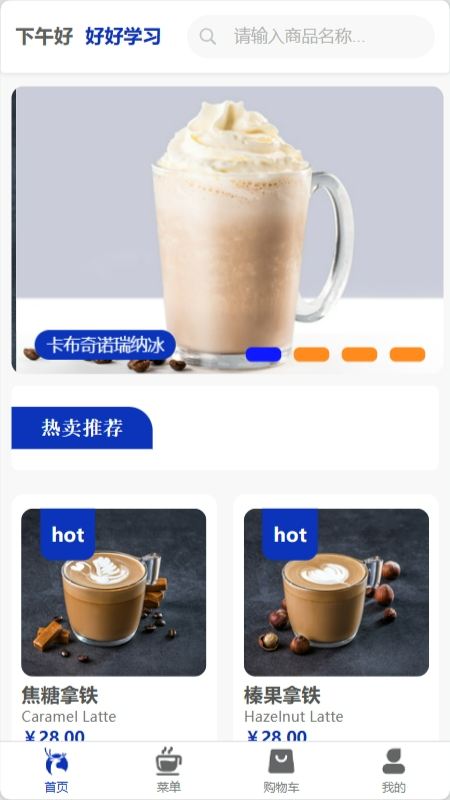 下午好 好好学习
请输入商品名称...
卡布奇诺瑞纳冰
热卖推荐
hot
hot
焦糖拿铁
Caramel Latte
¥28.00
榛果拿铁
Hazelnut Latte
¥28.00
首页
菜单
购物车
我的